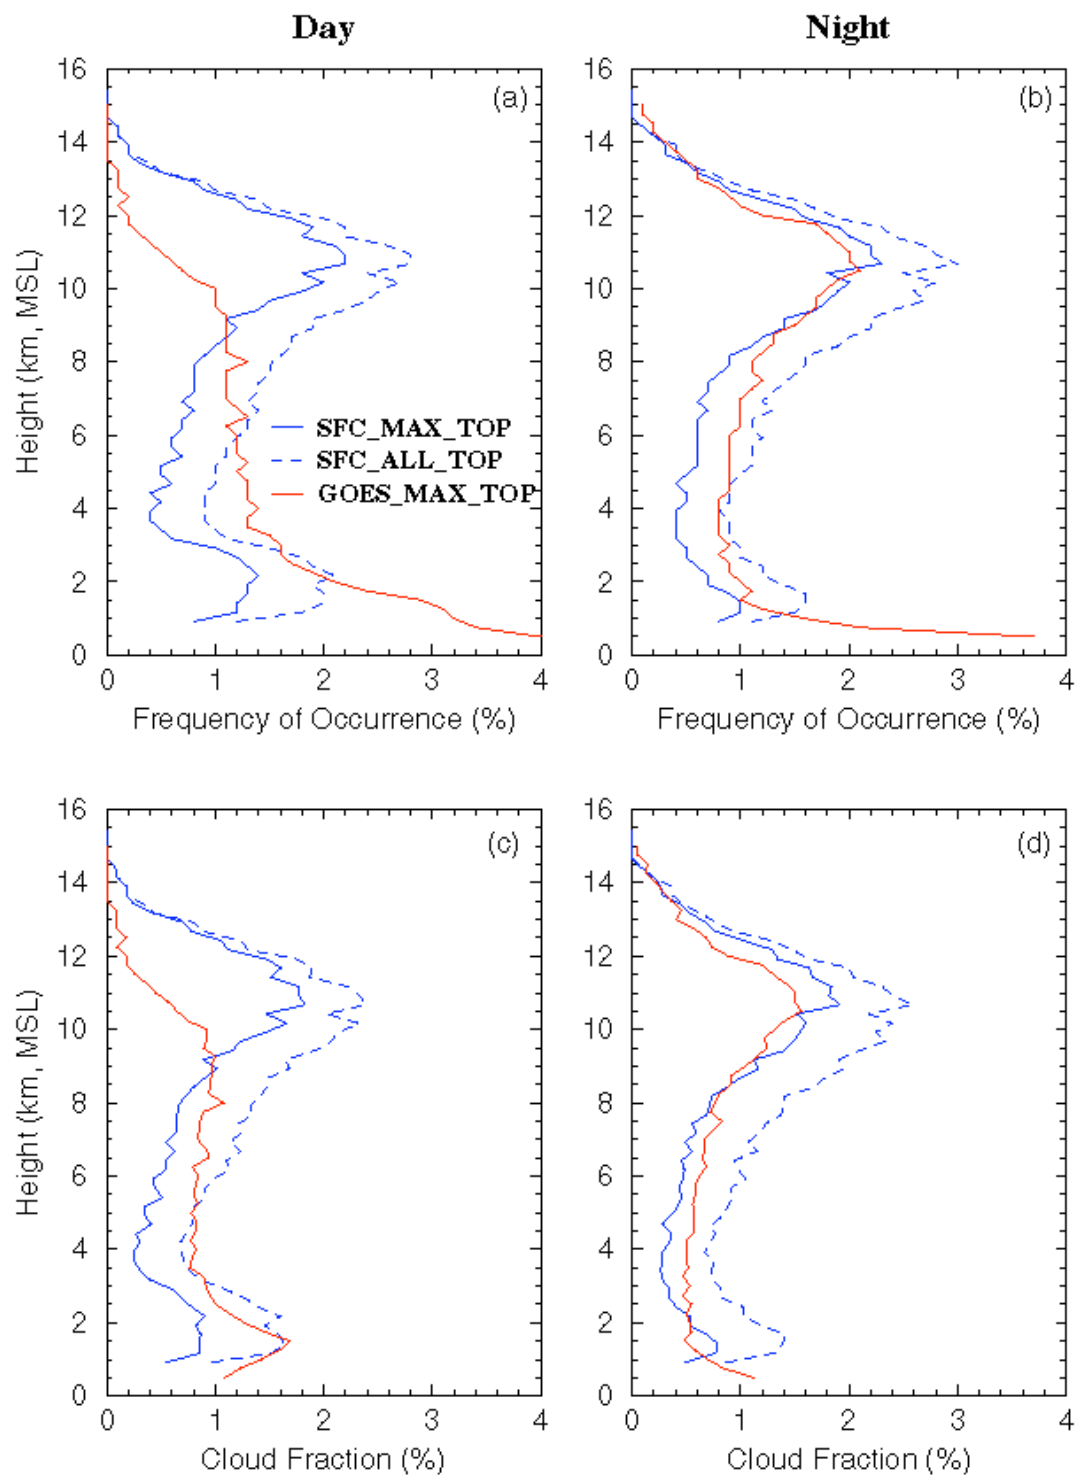 Day
Night
16
14
12
10
8
6
4
2
0
Height (km, MSL)
(a)
SFC_MAX_TOP
SFC_ALL_TOP
GOES_MAX_TOP
0 1 2 3 4
Frequency of Occurrence (%)
16
14
12
10
8
6
4
2
0
(b)
0 1 2 3 4
Frequency of Occurrence (%)
16
14
12
10
8
6
4
2
0
Height (km, MSL)
(c)
0 1 2 3 4
Cloud Fraction (%)
16
14
12
10
8
6
4
2
0
(d)
0 1 2 3 4
Cloud Fraction (%)